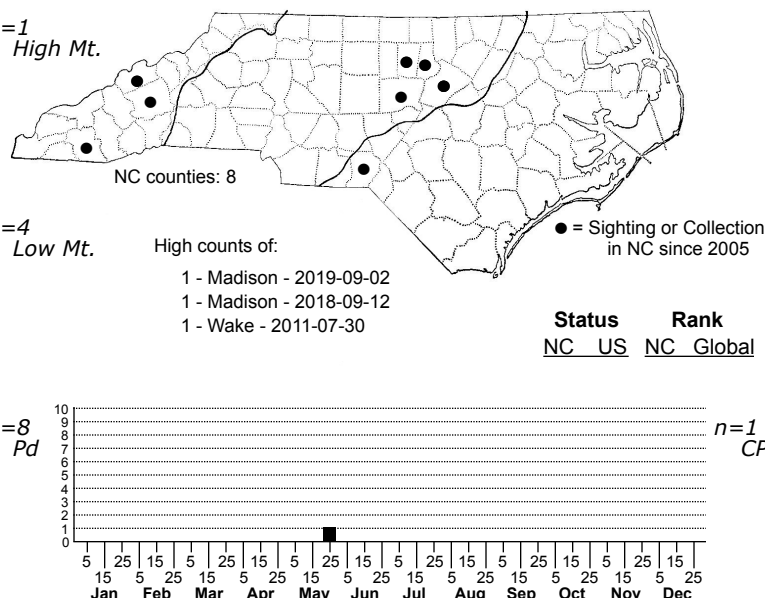 =1
High Mt.
NC counties: 8
=4
Low Mt.
High counts of:
1 - Madison - 2019-09-02
1 - Madison - 2018-09-12
1 - Wake - 2011-07-30
● = Sighting or Collection
in NC since 2005
Status Rank
NC US NC Global
=8
Pd
n=1
CP
10
9
8
7
6
5
4
3
2
1
0
5 25 15 5 25 15 5 25 15 5 25 15 5 25 15 5 25 15
15 5 25 15 5 25 15 5 25 15 5 25 15 5 25 15 5 25
Jan Feb Mar Apr May Jun Jul Aug Sep Oct Nov Dec